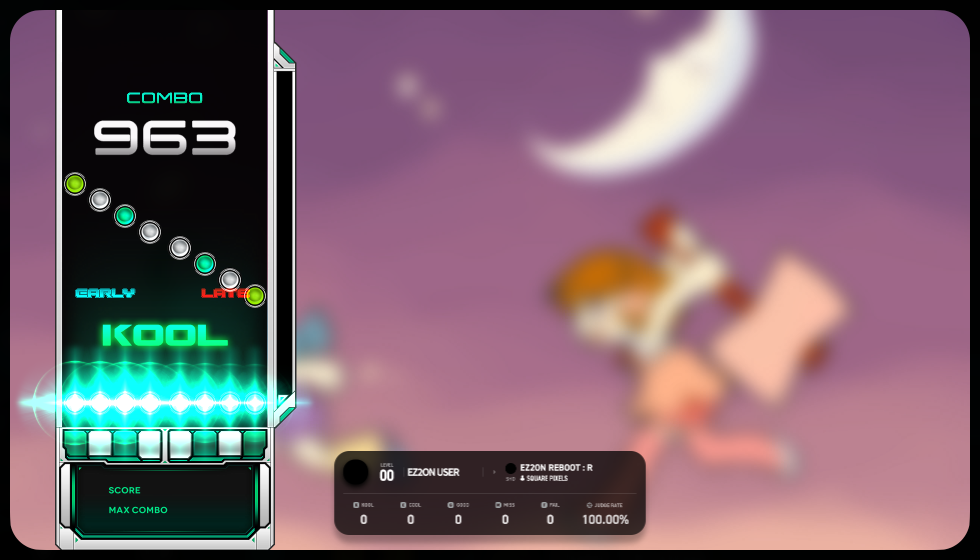 COMBO
963
EARLY LATE
KOOL
SCORE
MAX COMBO
LEVEL
00
EZ2ON USER
EZ2ON REBOOT : R
SQUARE PIXELS
KOOL COOL GOOD MISS FAIL JUDGE RATE
0 0 0 0 0 100.00%